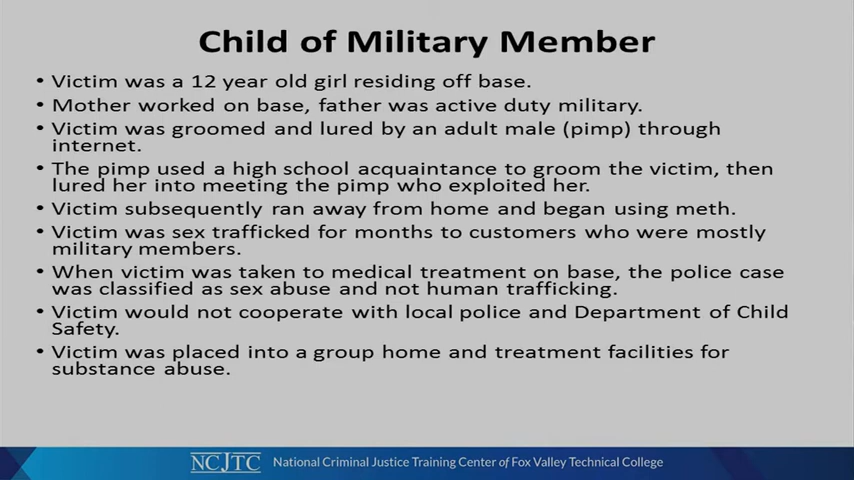 Child of Military Member
• Victim was a 12 year old girl residing off base.
• Mother worked on base, father was active duty military.
• Victim was groomed and lured by an adult male (pimp) through
internet.
• The pimp used a high school acquaintance to groom the victim, then
lured her into meeting the pimp who exploited her.
• Victim subsequently ran away from home and began using meth.
• Victim was sex trafficked for months to customers who were mostly
military members.
• When victim was taken to medical treatment on base, the police case
was classified as sex abuse and not human trafficking.
• Victim would not cooperate with local police and Department of Child
Safety.
• Victim was placed into a group home and treatment facilities for
substance abuse.
NCJTC National Criminal Justice Training Center of Fox Valley Technical College